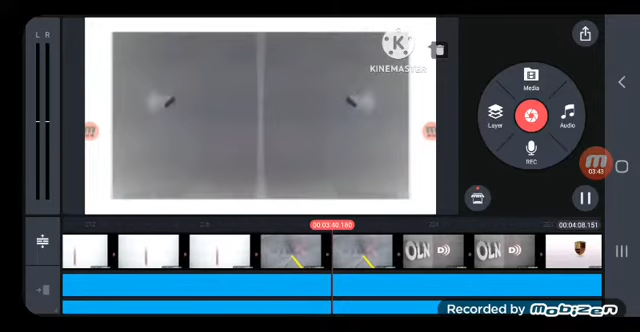 L R
K
KINEMASTER
Media
Layer
Audio
REC
03:43
00:03:40.180
00:04:08.151
OLN D))
OLN D))
Recorded by Mobizen